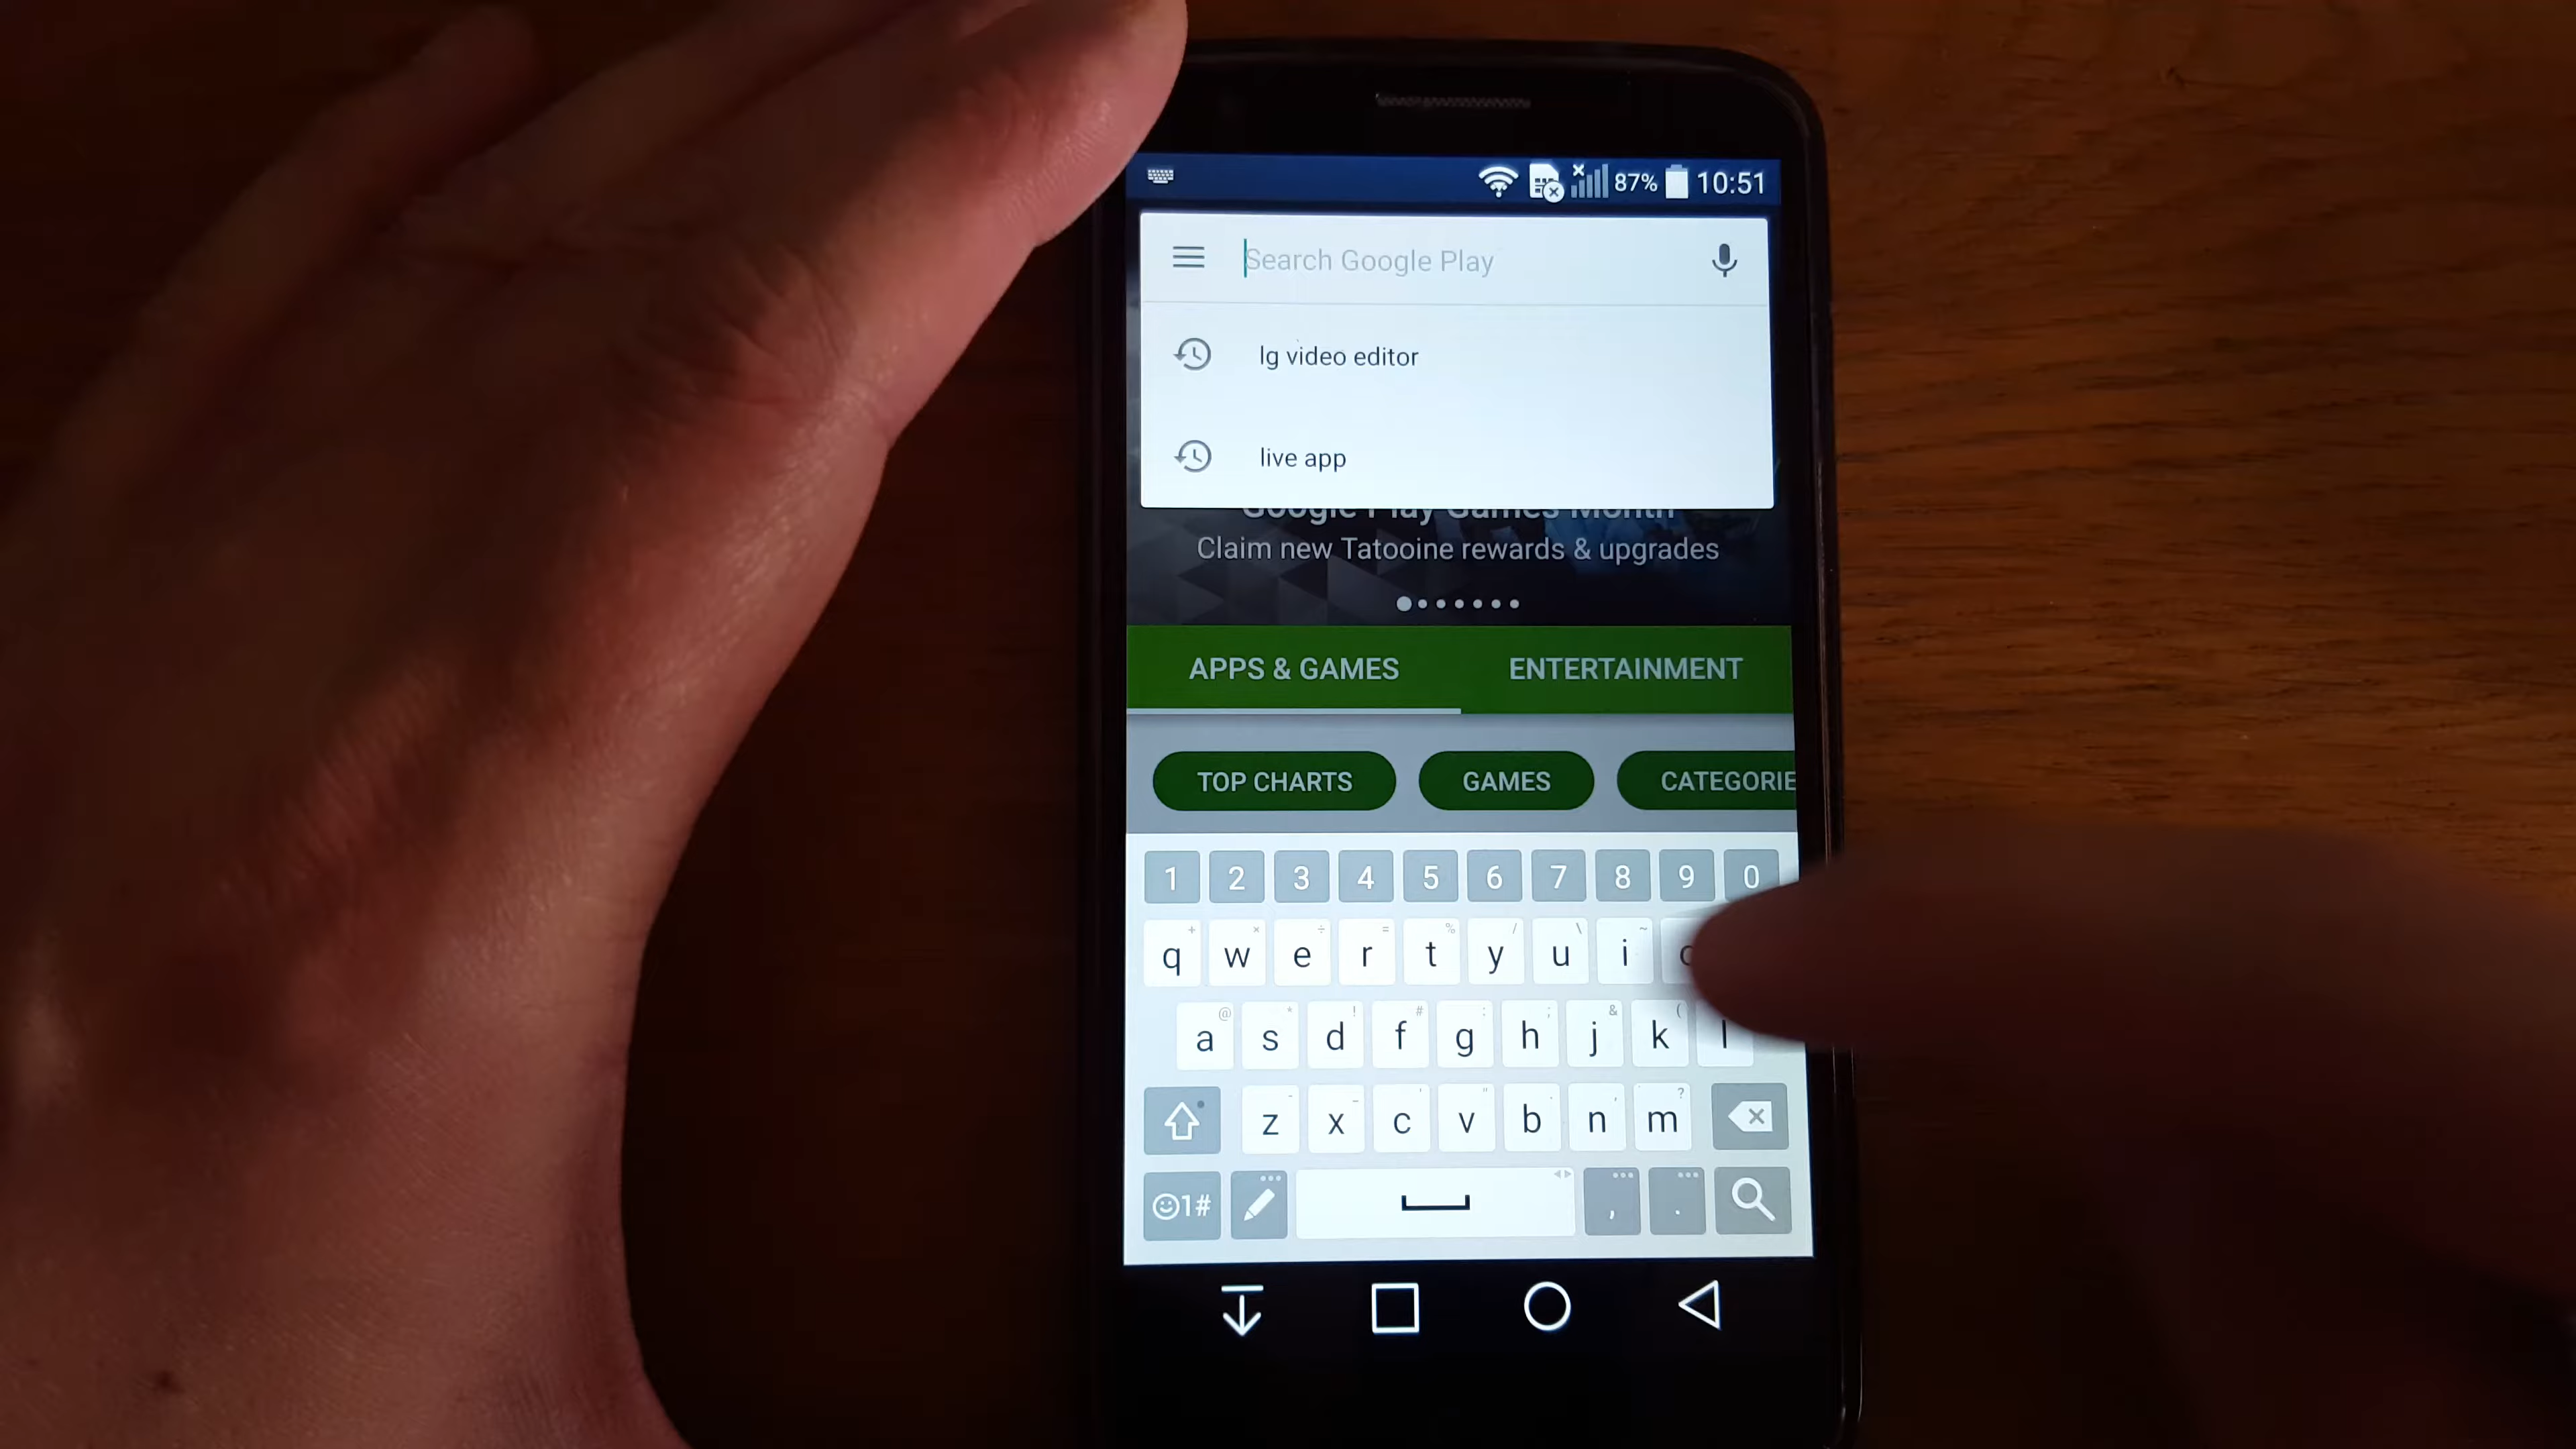 87% 10:51
Search Google Play
lg video editor
live app
Google Play Games Month
Claim new Tatooine rewards & upgrades
APPS & GAMES ENTERTAINMENT
TOP CHARTS GAMES CATEGORIE
1 2 3 4 5 6 7 8 9 0
q w e r t y u i
a s d f g h j k l
z x c v b n m
1# , .